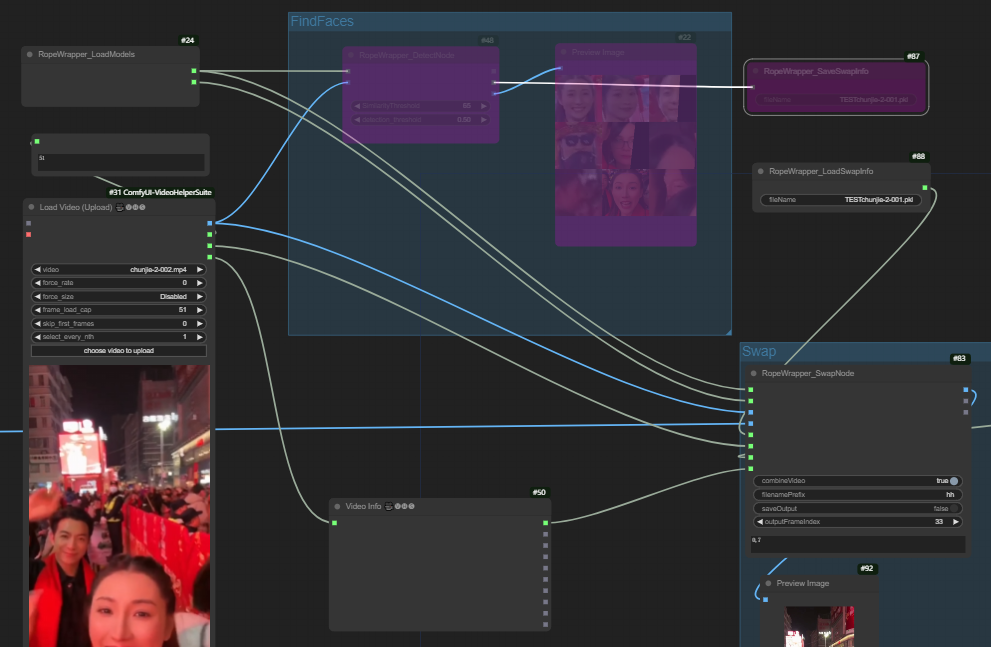 FindFaces
#24
RopeWrapper_LoadModels
#48
RopeWrapper_DetectNode
SimilarityThreshold 65
0.50
#22
Preview Image
#87
RopeWrapper_SaveSwapInfo
fileName TESTchunjie-2-001.pkl
51
#88
RopeWrapper_LoadSwapInfo
fileName TESTchunjie-2-001.pkl
#31 ComfyUI-VideoHelperSuite
Load Video (Upload)
video chunjie-2-002.mp4
force_rate 0
force_size Disabled
frame_load_cap 51
skip_first_frames 0
select_every_nth 1
choose video to upload
Swap
#83
RopeWrapper_SwapNode
combineVideo true
filenamePrefix hh
saveOutput false
outputFrameIndex 33
0, 7
#50
Video Info
#92
Preview Image